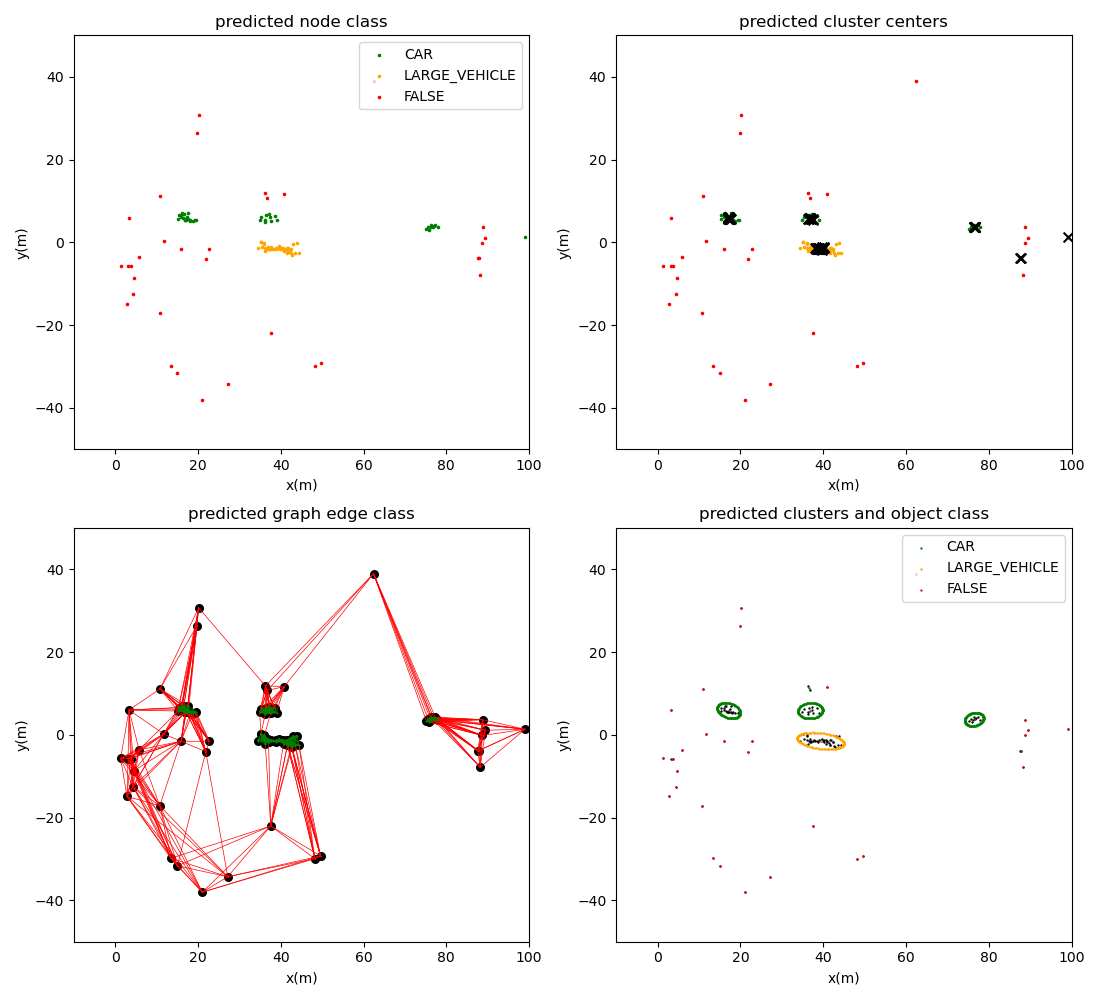 predicted node class
CAR
LARGE_VEHICLE
FALSE
40
20
0
−20
−40
y(m)
0 20 40 60 80 100
x(m)
predicted cluster centers
40
20
0
−20
−40
y(m)
0 20 40 60 80 100
x(m)
predicted graph edge class
40
20
0
−20
−40
y(m)
0 20 40 60 80 100
x(m)
predicted clusters and object class
CAR
LARGE_VEHICLE
FALSE
40
20
0
−20
−40
y(m)
0 20 40 60 80 100
x(m)